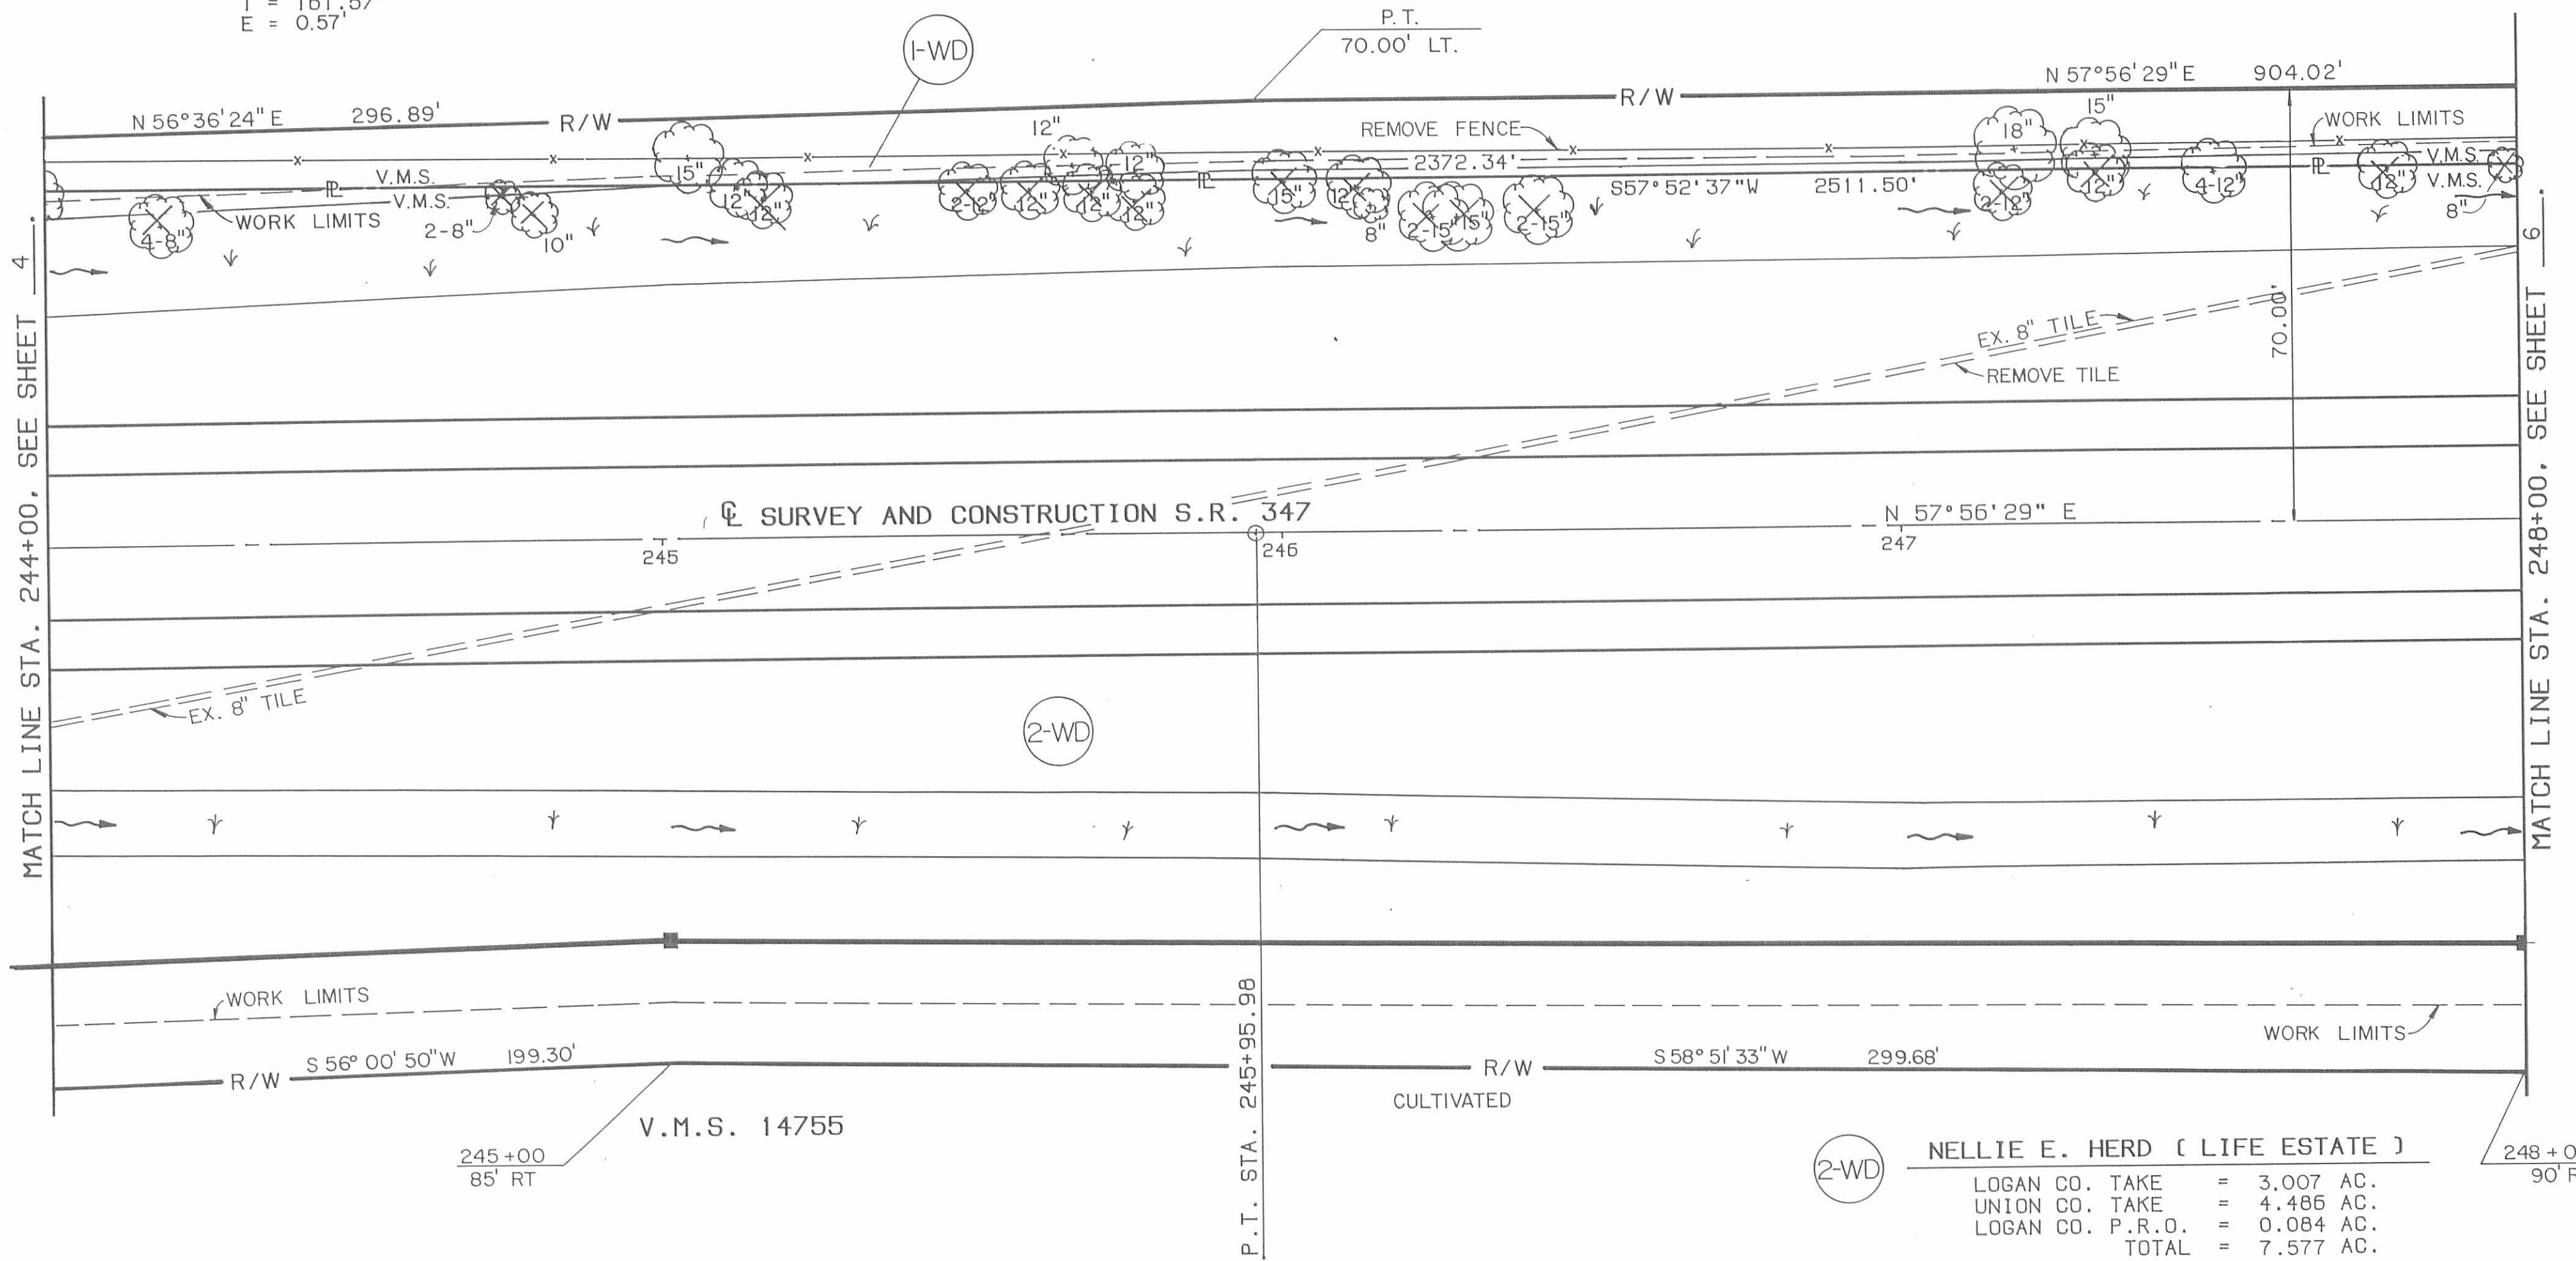 T = 161.57'
E = 0.57'
1-WD
P.T.
70.00' LT.
N 56°36'24" E 296.89'
R/W
R/W
N 57°56'29" E 904.02'
12"
REMOVE FENCE
18"
15"
WORK LIMITS
15"
12"
2372.34'
V.M.S.
V.M.S.
P̲L
V.M.S.
V.M.S.
PL
S57°52'37"W 2511.50'
PL
WORK LIMITS
4-8"
2-8"
10"
12"
12"
2-12"
12"
12"
12"
15"
12"
8"
2-15"
15"
2-15"
2-12"
12"
4-12"
12"
8"
MATCH LINE STA. 244+00, SEE SHEET 4.
MATCH LINE STA. 248+00, SEE SHEET 6.
70.00'
EX. 8" TILE
REMOVE TILE
℄ SURVEY AND CONSTRUCTION S.R. 347
N 57°56'29" E
245
246
247
EX. 8" TILE
2-WD
WORK LIMITS
WORK LIMITS
S 56° 00' 50" W 199.30'
R/W
R/W
S 58° 51' 33" W 299.68'
CULTIVATED
P.T. STA. 245+95.98
V.M.S. 14755
245+00
85' RT
2-WD
NELLIE E. HERD ( LIFE ESTATE )
LOGAN CO. TAKE = 3.007 AC.
UNION CO. TAKE = 4.486 AC.
LOGAN CO. P.R.O. = 0.084 AC.
TOTAL = 7.577 AC.
248+0
90' R